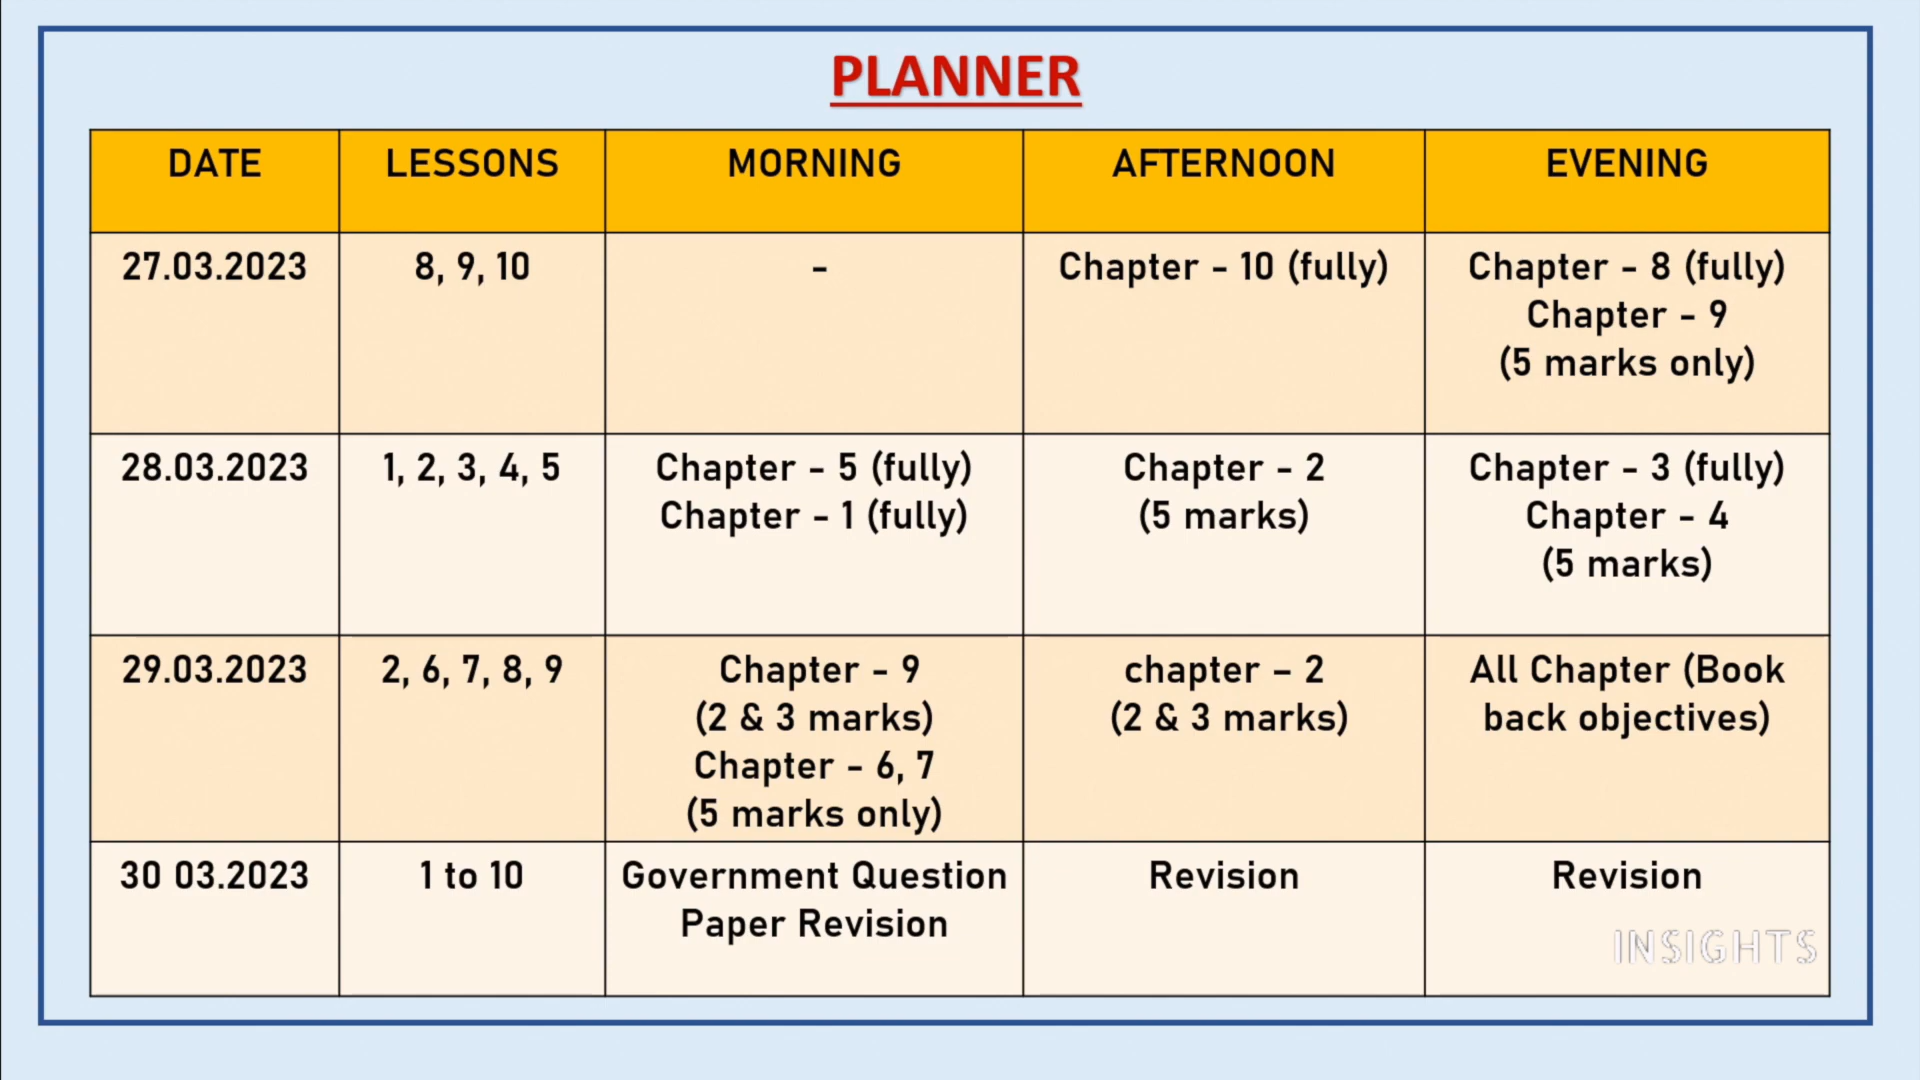 PLANNER
DATE LESSONS MORNING AFTERNOON EVENING
27.03.2023 8, 9, 10 - Chapter - 10 (fully) Chapter - 8 (fully)
Chapter - 9
(5 marks only)
28.03.2023 1, 2, 3, 4, 5 Chapter - 5 (fully) Chapter - 2 Chapter - 3 (fully)
Chapter - 1 (fully) (5 marks) Chapter - 4
(5 marks)
29.03.2023 2, 6, 7, 8, 9 Chapter - 9 chapter – 2 All Chapter (Book
(2 & 3 marks) (2 & 3 marks) back objectives)
Chapter - 6, 7
(5 marks only)
30 03.2023 1 to 10 Government Question Revision Revision
Paper Revision
INSIGHTS